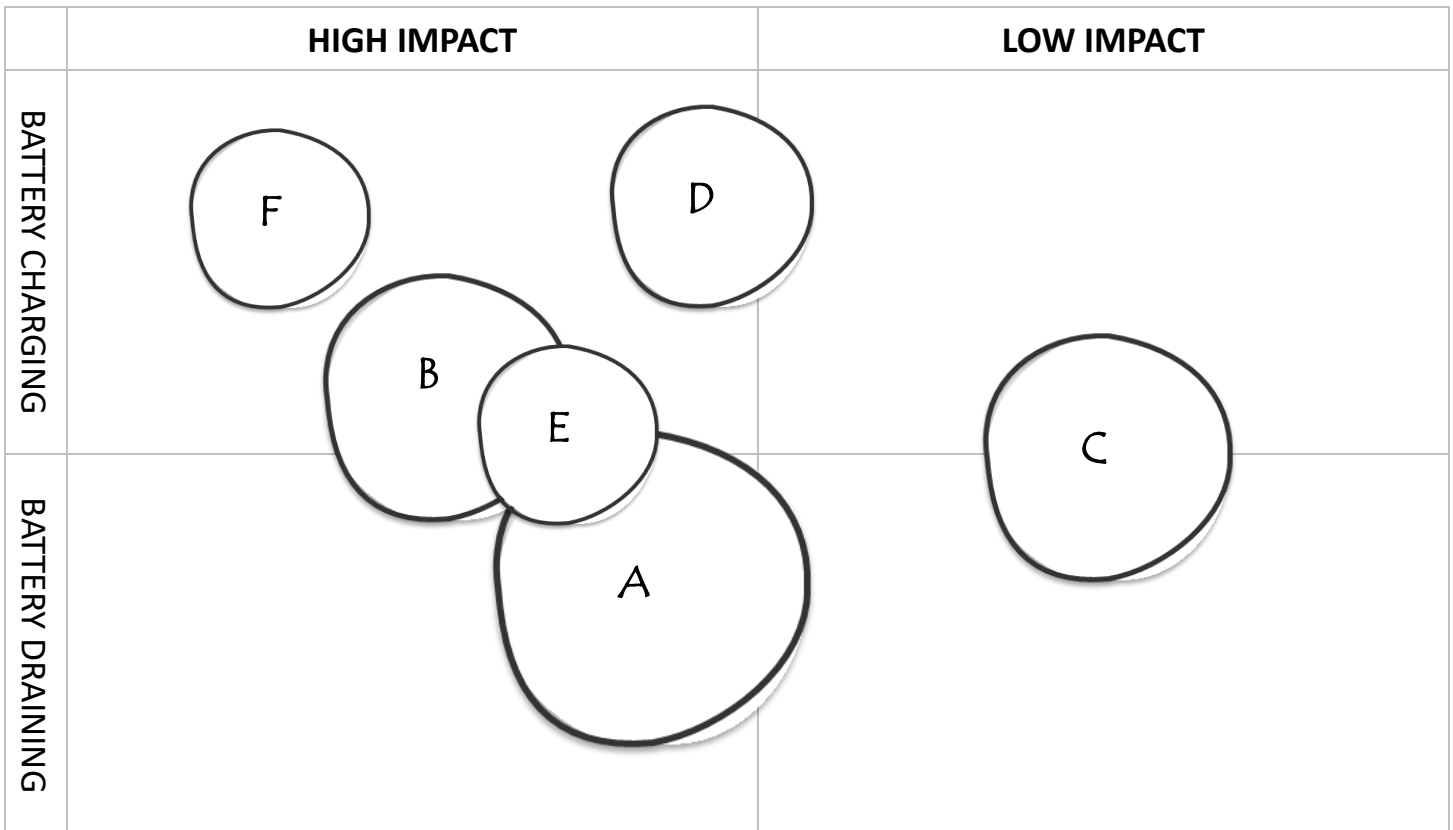 HIGH IMPACT
LOW IMPACT
BATTERY CHARGING
F
D
B
E
C
BATTERY DRAINING
A